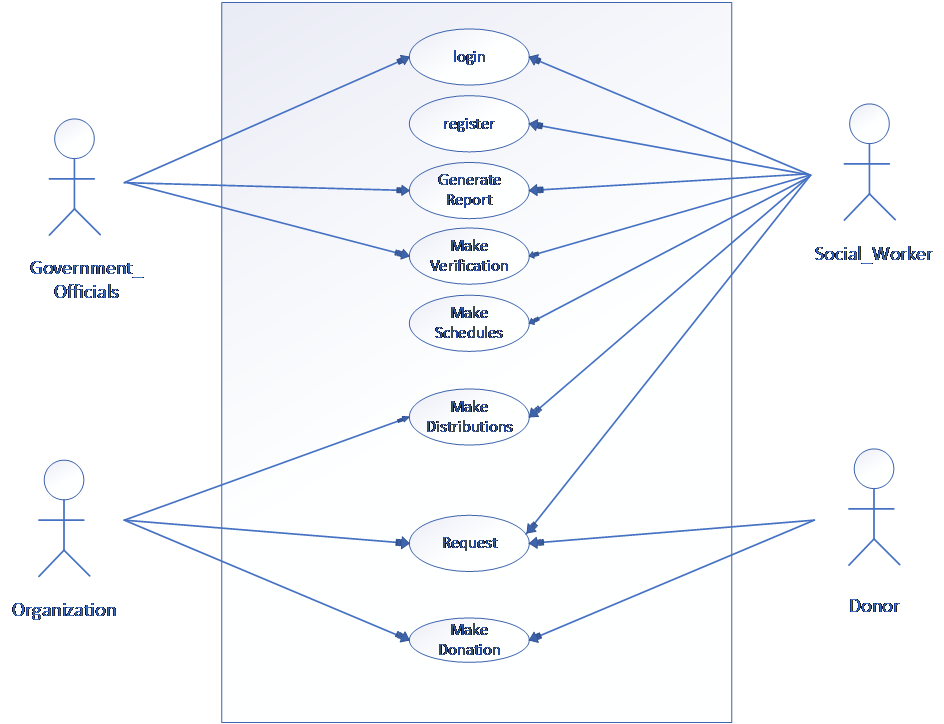 login
register
Generate
Report
Make
Verification
Government_
Officials
Social_Worker
Make
Schedules
Make
Distributions
Request
Organization
Donor
Make
Donation